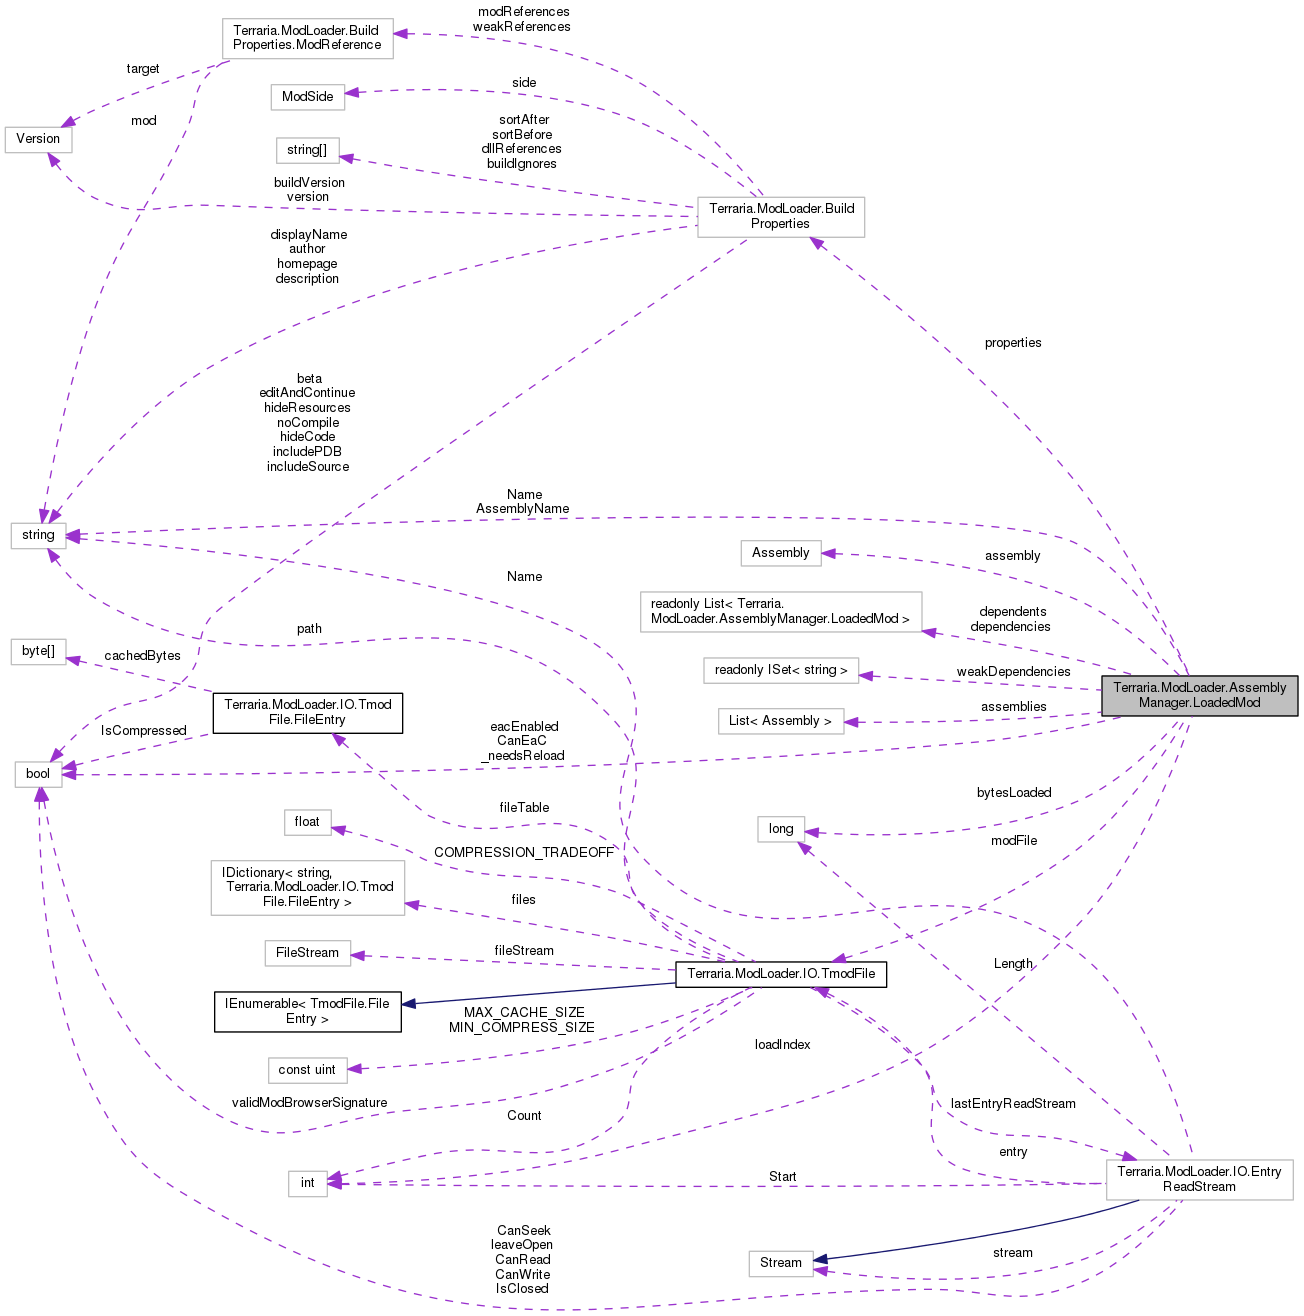 modReferences
weakReferences
Terraria.ModLoader.Build
Properties.ModReference
target
side
ModSide
mod
sortAfter
sortBefore
dllReferences
buildIgnores
Version
string[]
buildVersion
version
Terraria.ModLoader.Build
Properties
displayName
author
homepage
description
properties
beta
editAndContinue
hideResources
noCompile
hideCode
includePDB
includeSource
Name
AssemblyName
string
Assembly
assembly
Name
readonly List< Terraria.
ModLoader.AssemblyManager.LoadedMod >
dependents
dependencies
path
byte[]
cachedBytes
readonly ISet< string >
weakDependencies
Terraria.ModLoader.Assembly
Manager.LoadedMod
Terraria.ModLoader.IO.Tmod
File.FileEntry
List< Assembly >
assemblies
IsCompressed
eacEnabled
CanEaC
_needsReload
bool
bytesLoaded
fileTable
float
long
modFile
COMPRESSION_TRADEOFF
IDictionary< string,
Terraria.ModLoader.IO.Tmod
File.FileEntry >
files
FileStream
fileStream
Terraria.ModLoader.IO.TmodFile
Length
IEnumerable< TmodFile.File
Entry >
MAX_CACHE_SIZE
MIN_COMPRESS_SIZE
loadIndex
const uint
validModBrowserSignature
lastEntryReadStream
Count
entry
int
Start
Terraria.ModLoader.IO.Entry
ReadStream
CanSeek
leaveOpen
CanRead
CanWrite
IsClosed
Stream
stream